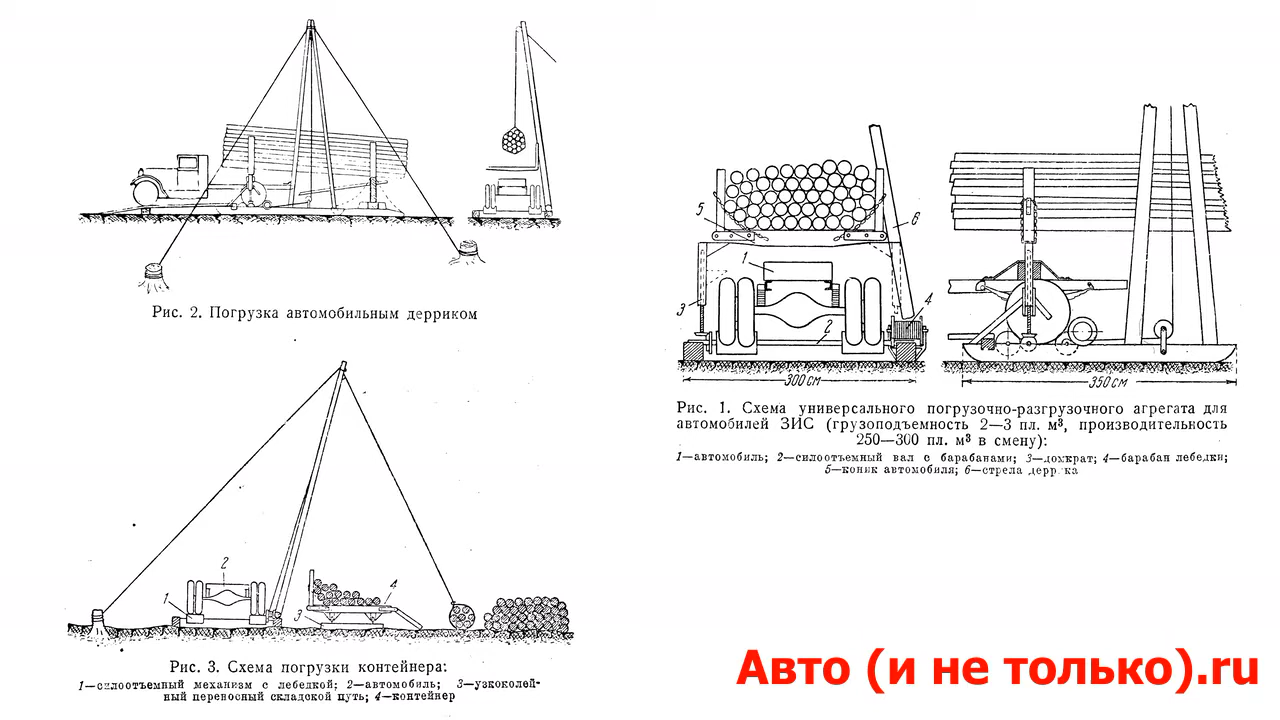 Рис. 2. Погрузка автомобильным дерриком
2
1
4
3
Рис. 3. Схема погрузки контейнера:
1—силоотъемный механизм с лебедкой; 2—автомобиль; 3—узкоколей-
ный переносный складской путь; 4—контейнер
5
6
1
3
4
2
300 см
350 см
Рис. 1. Схема универсального погрузочно-разгрузочного агрегата для
автомобилей ЗИС (грузоподъемность 2—3 пл. м³, производительность
250—300 пл. м³ в смену):
1—автомобиль; 2—силоотъемный вал с барабанами; 3—домкрат; 4—барабан лебедки;
5—коник автомобиля; 6—стрела деррика
Авто (и не только).ru